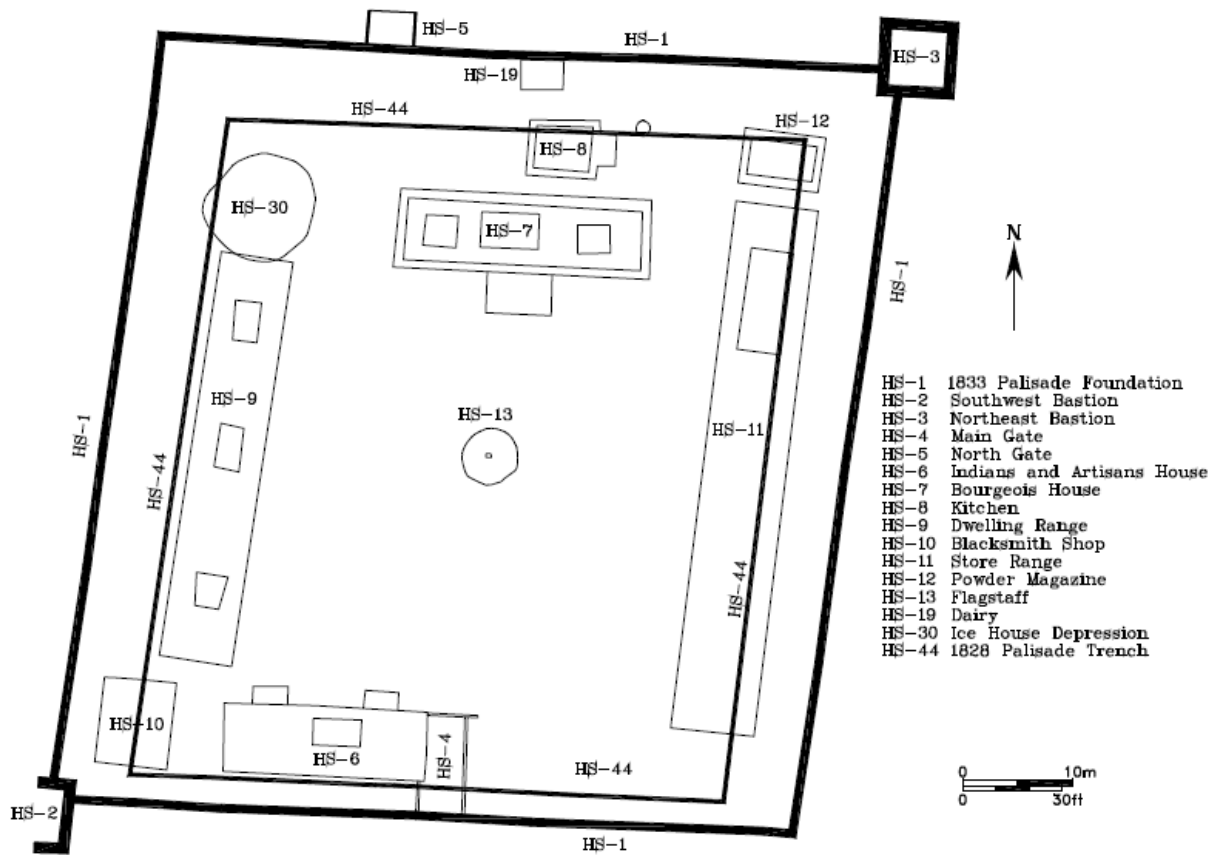 HS-5
HS-1
HS-3
HS-19
HS-44
HS-12
HS-8
HS-30
HS-7
N
HS-1
HS-9
HS-13
HS-11
HS-1
HS-44
HS-44
HS-10
HS-6
HS-4
HS-44
HS-2
HS-1
HS-1 1833 Palisade Foundation
HS-2 Southwest Bastion
HS-3 Northeast Bastion
HS-4 Main Gate
HS-5 North Gate
HS-6 Indians and Artisans House
HS-7 Bourgeois House
HS-8 Kitchen
HS-9 Dwelling Range
HS-10 Blacksmith Shop
HS-11 Store Range
HS-12 Powder Magazine
HS-13 Flagstaff
HS-19 Dairy
HS-30 Ice House Depression
HS-44 1828 Palisade Trench
0 10m
0 30ft